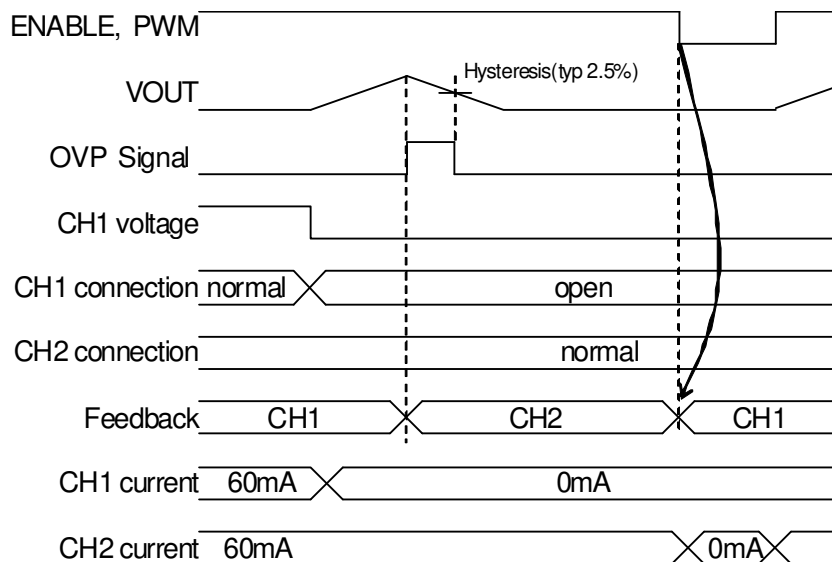 ENABLE, PWM
Hysteresis(typ 2.5%)
VOUT
OVP Signal
CH1 voltage
CH1 connection normal open
CH2 connection normal
Feedback CH1 CH2 CH1
CH1 current 60mA 0mA
CH2 current 60mA 0mA